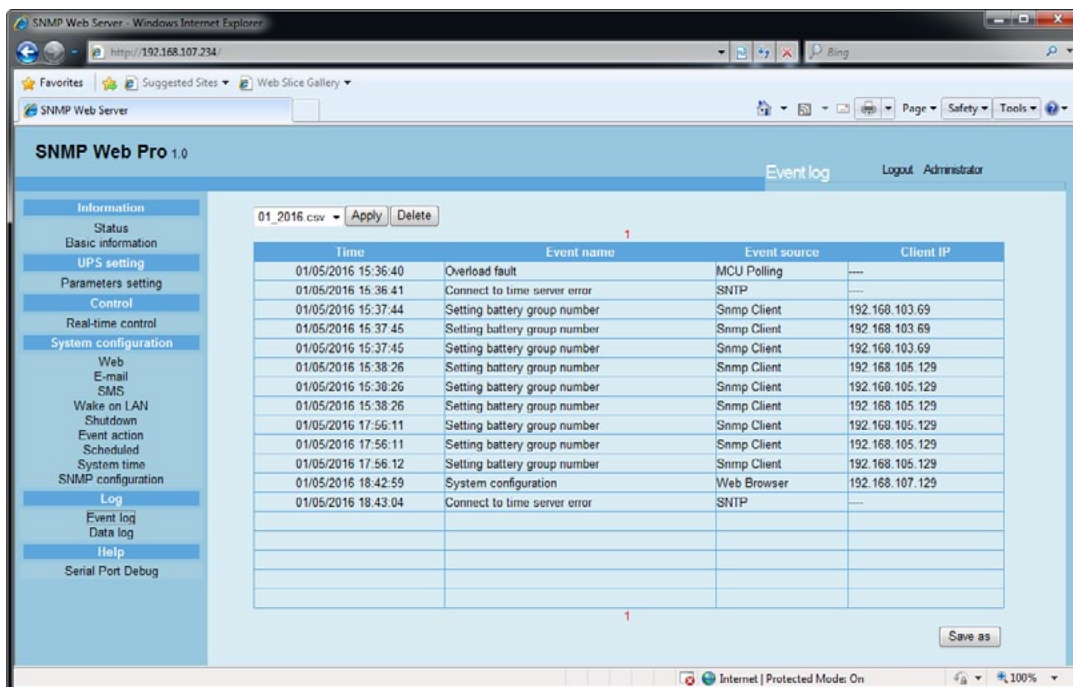 SNMP Web Server - Windows Internet Explorer
http://192.168.107.234/
Bing
Favorites Suggested Sites Web Slice Gallery
SNMP Web Server
Page Safety Tools
SNMP Web Pro 1.0
Event log
Logout Administrator
Information
Status
Basic information
UPS setting
Parameters setting
Control
Real-time control
System configuration
Web
E-mail
SMS
Wake on LAN
Shutdown
Event action
Scheduled
System time
SNMP configuration
Log
Event log
Data log
Help
Serial Port Debug
01_2016.csv Apply Delete
1
Time Event name Event source Client IP
01/05/2016 15:36:40 Overload fault MCU Polling ----
01/05/2016 15:36:41 Connect to time server error SNTP ----
01/05/2016 15:37:44 Setting battery group number Snmp Client 192.168.103.69
01/05/2016 15:37:45 Setting battery group number Snmp Client 192.168.103.69
01/05/2016 15:37:45 Setting battery group number Snmp Client 192.168.103.69
01/05/2016 15:38:26 Setting battery group number Snmp Client 192.168.105.129
01/05/2016 15:38:26 Setting battery group number Snmp Client 192.168.105.129
01/05/2016 15:38:26 Setting battery group number Snmp Client 192.168.105.129
01/05/2016 17:56:11 Setting battery group number Snmp Client 192.168.105.129
01/05/2016 17:56:11 Setting battery group number Snmp Client 192.168.105.129
01/05/2016 17:56:12 Setting battery group number Snmp Client 192.168.105.129
01/05/2016 18:42:59 System configuration Web Browser 192.168.107.129
01/05/2016 18:43:04 Connect to time server error SNTP ----
1
Save as
Internet | Protected Mode: On
100%